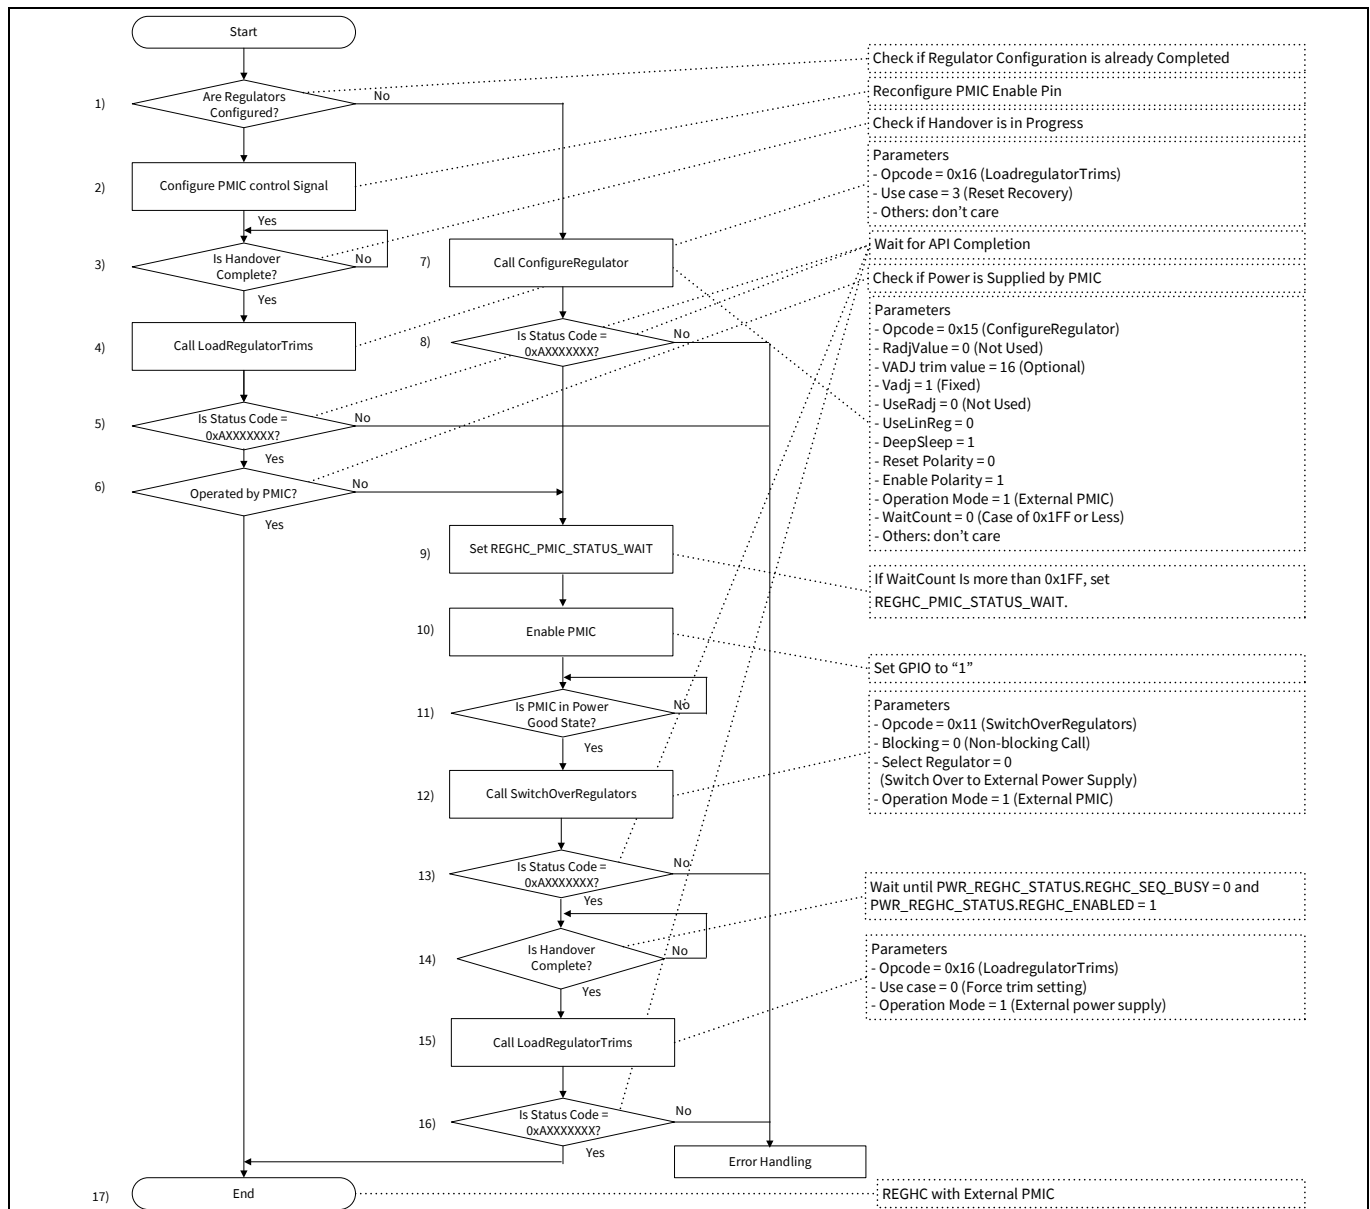 Start
1)
Are Regulators
Configured?
No
2)
Configure PMIC control Signal
Yes
3)
Is Handover
Complete?
No
Yes
4)
Call LoadRegulatorTrims
5)
Is Status Code =
0xAXXXXXXX?
No
Yes
6)
Operated by PMIC?
No
Yes
7)
Call ConfigureRegulator
8)
Is Status Code =
0xAXXXXXXX?
No
9)
Set REGHC_PMIC_STATUS_WAIT
10)
Enable PMIC
11)
Is PMIC in Power
Good State?
No
Yes
12)
Call SwitchOverRegulators
13)
Is Status Code =
0xAXXXXXXX?
No
Yes
14)
Is Handover
Complete?
No
Yes
15)
Call LoadRegulatorTrims
16)
Is Status Code =
0xAXXXXXXX?
No
Yes
Error Handling
17)
End
Check if Regulator Configuration is already Completed
Reconfigure PMIC Enable Pin
Check if Handover is in Progress
Parameters
- Opcode = 0x16 (LoadregulatorTrims)
- Use case = 3 (Reset Recovery)
- Others: don’t care
Wait for API Completion
Check if Power is Supplied by PMIC
Parameters
- Opcode = 0x15 (ConfigureRegulator)
- RadjValue = 0 (Not Used)
- VADJ trim value = 16 (Optional)
- Vadj = 1 (Fixed)
- UseRadj = 0 (Not Used)
- UseLinReg = 0
- DeepSleep = 1
- Reset Polarity = 0
- Enable Polarity = 1
- Operation Mode = 1 (External PMIC)
- WaitCount = 0 (Case of 0x1FF or Less)
- Others: don’t care
If WaitCount Is more than 0x1FF, set
REGHC_PMIC_STATUS_WAIT.
Set GPIO to “1”
Parameters
- Opcode = 0x11 (SwitchOverRegulators)
- Blocking = 0 (Non-blocking Call)
- Select Regulator = 0
(Switch Over to External Power Supply)
- Operation Mode = 1 (External PMIC)
Wait until PWR_REGHC_STATUS.REGHC_SEQ_BUSY = 0 and
PWR_REGHC_STATUS.REGHC_ENABLED = 1
Parameters
- Opcode = 0x16 (LoadregulatorTrims)
- Use case = 0 (Force trim setting)
- Operation Mode = 1 (External power supply)
REGHC with External PMIC